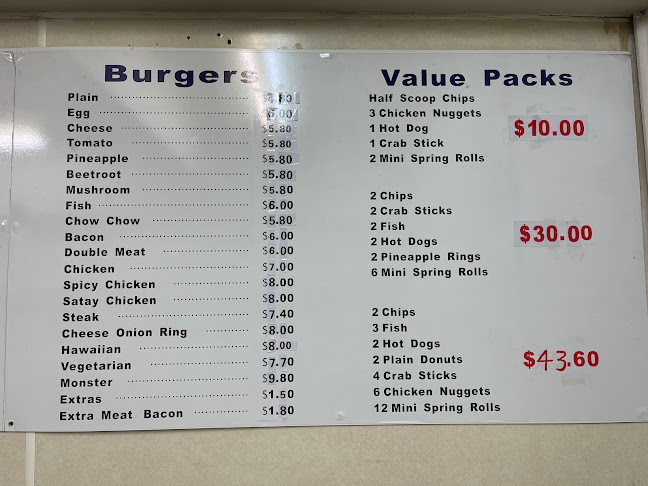 Burgers
Plain $4.80
Egg $6.00
Cheese $5.80
Tomato $5.80
Pineapple $5.80
Beetroot $5.80
Mushroom $5.80
Fish $6.00
Chow Chow $5.80
Bacon $6.00
Double Meat $6.00
Chicken $7.00
Spicy Chicken $8.00
Satay Chicken $8.00
Steak $7.40
Cheese Onion Ring $8.00
Hawaiian $8.00
Vegetarian $7.70
Monster $9.80
Extras $1.50
Extra Meat Bacon $1.80
Value Packs
Half Scoop Chips
3 Chicken Nuggets
1 Hot Dog
1 Crab Stick
2 Mini Spring Rolls
$10.00
2 Chips
2 Crab Sticks
2 Fish
2 Hot Dogs
2 Pineapple Rings
6 Mini Spring Rolls
$30.00
2 Chips
3 Fish
2 Hot Dogs
2 Plain Donuts
4 Crab Sticks
6 Chicken Nuggets
12 Mini Spring Rolls
$43.60